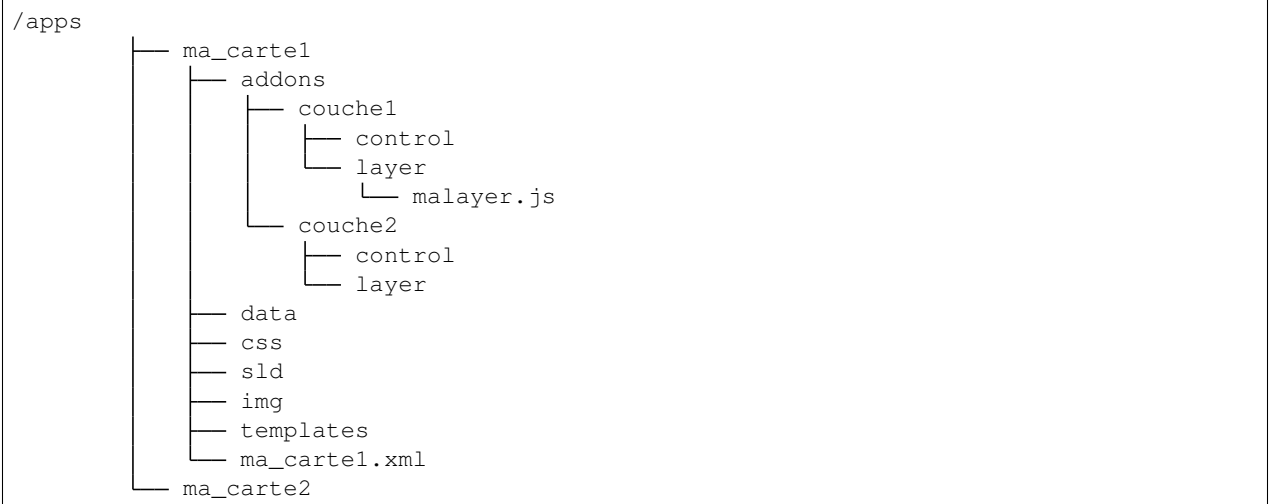 /apps
ma_carte1
addons
couche1
control
layer
malayer.js
couche2
control
layer
data
css
sld
img
templates
ma_carte1.xml
ma_carte2